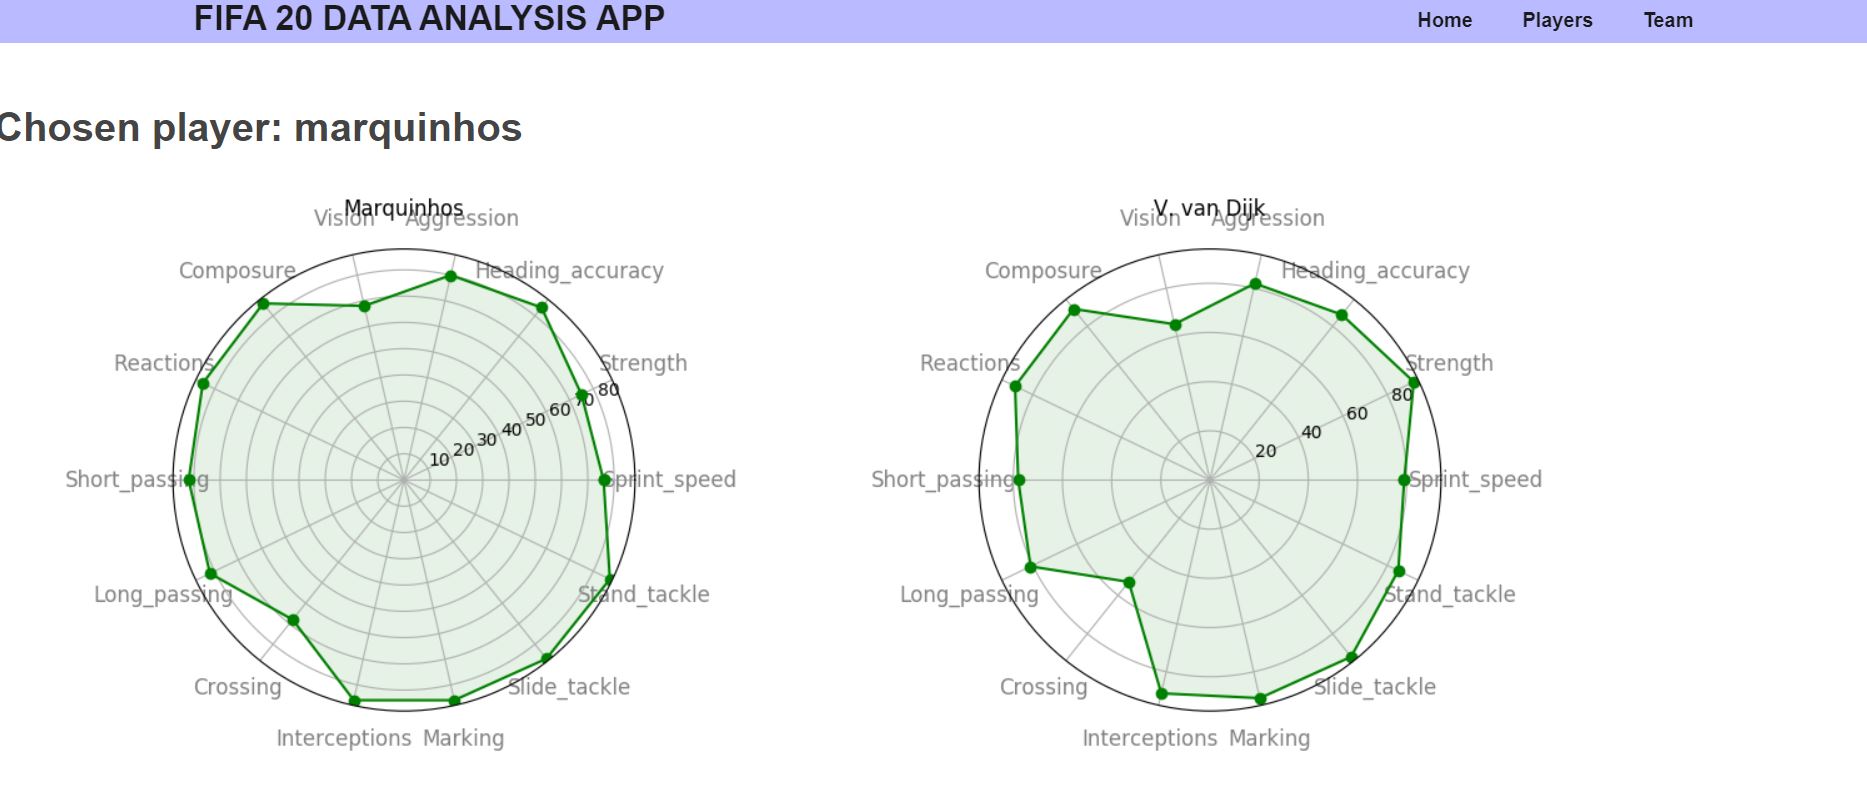 FIFA 20 DATA ANALYSIS APP
Home Players Team
Chosen player: marquinhos
Marquinhos
Vision Aggression
Composure Heading_accuracy
Reactions Strength
80
70
60
50
40
30
20
10
Short_passing Sprint_speed
Long_passing Stand_tackle
Crossing Slide_tackle
Interceptions Marking
V. van Dijk
Vision Aggression
Composure Heading_accuracy
Reactions Strength
80
60
40
20
Short_passing Sprint_speed
Long_passing Stand_tackle
Crossing Slide_tackle
Interceptions Marking